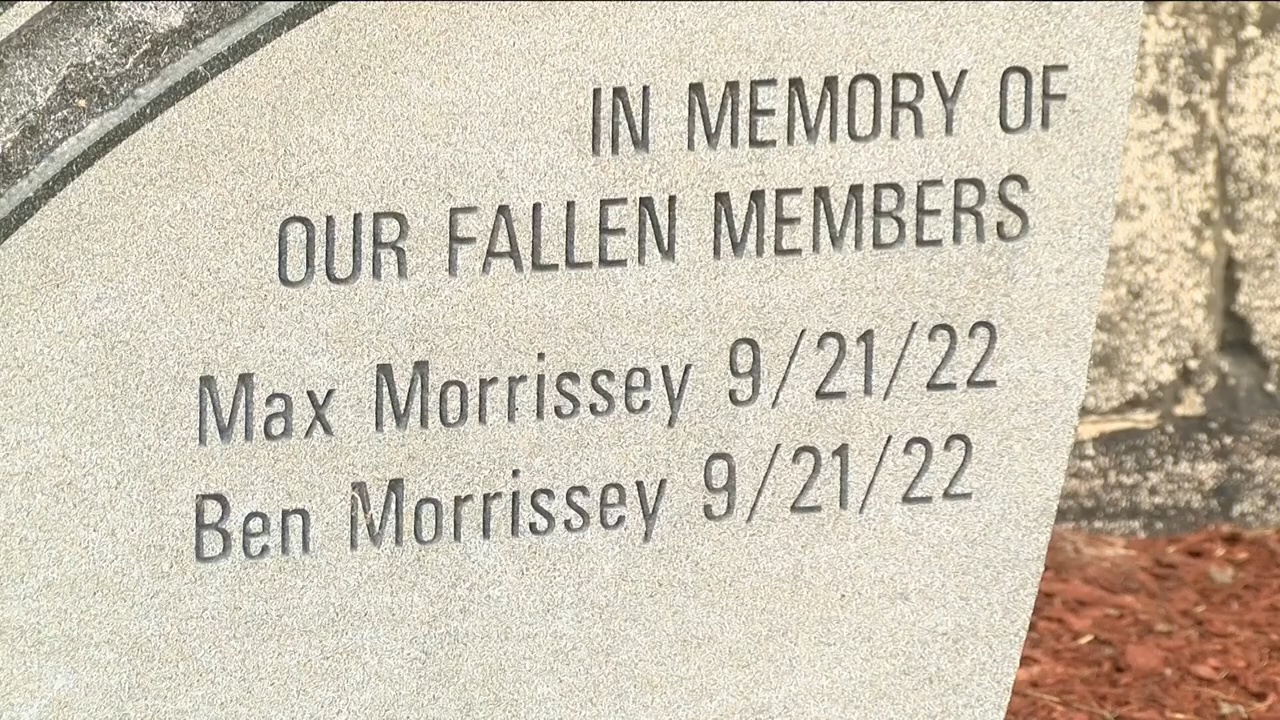 IN MEMORY OF
OUR FALLEN MEMBERS
Max Morrissey 9/21/22
Ben Morrissey 9/21/22